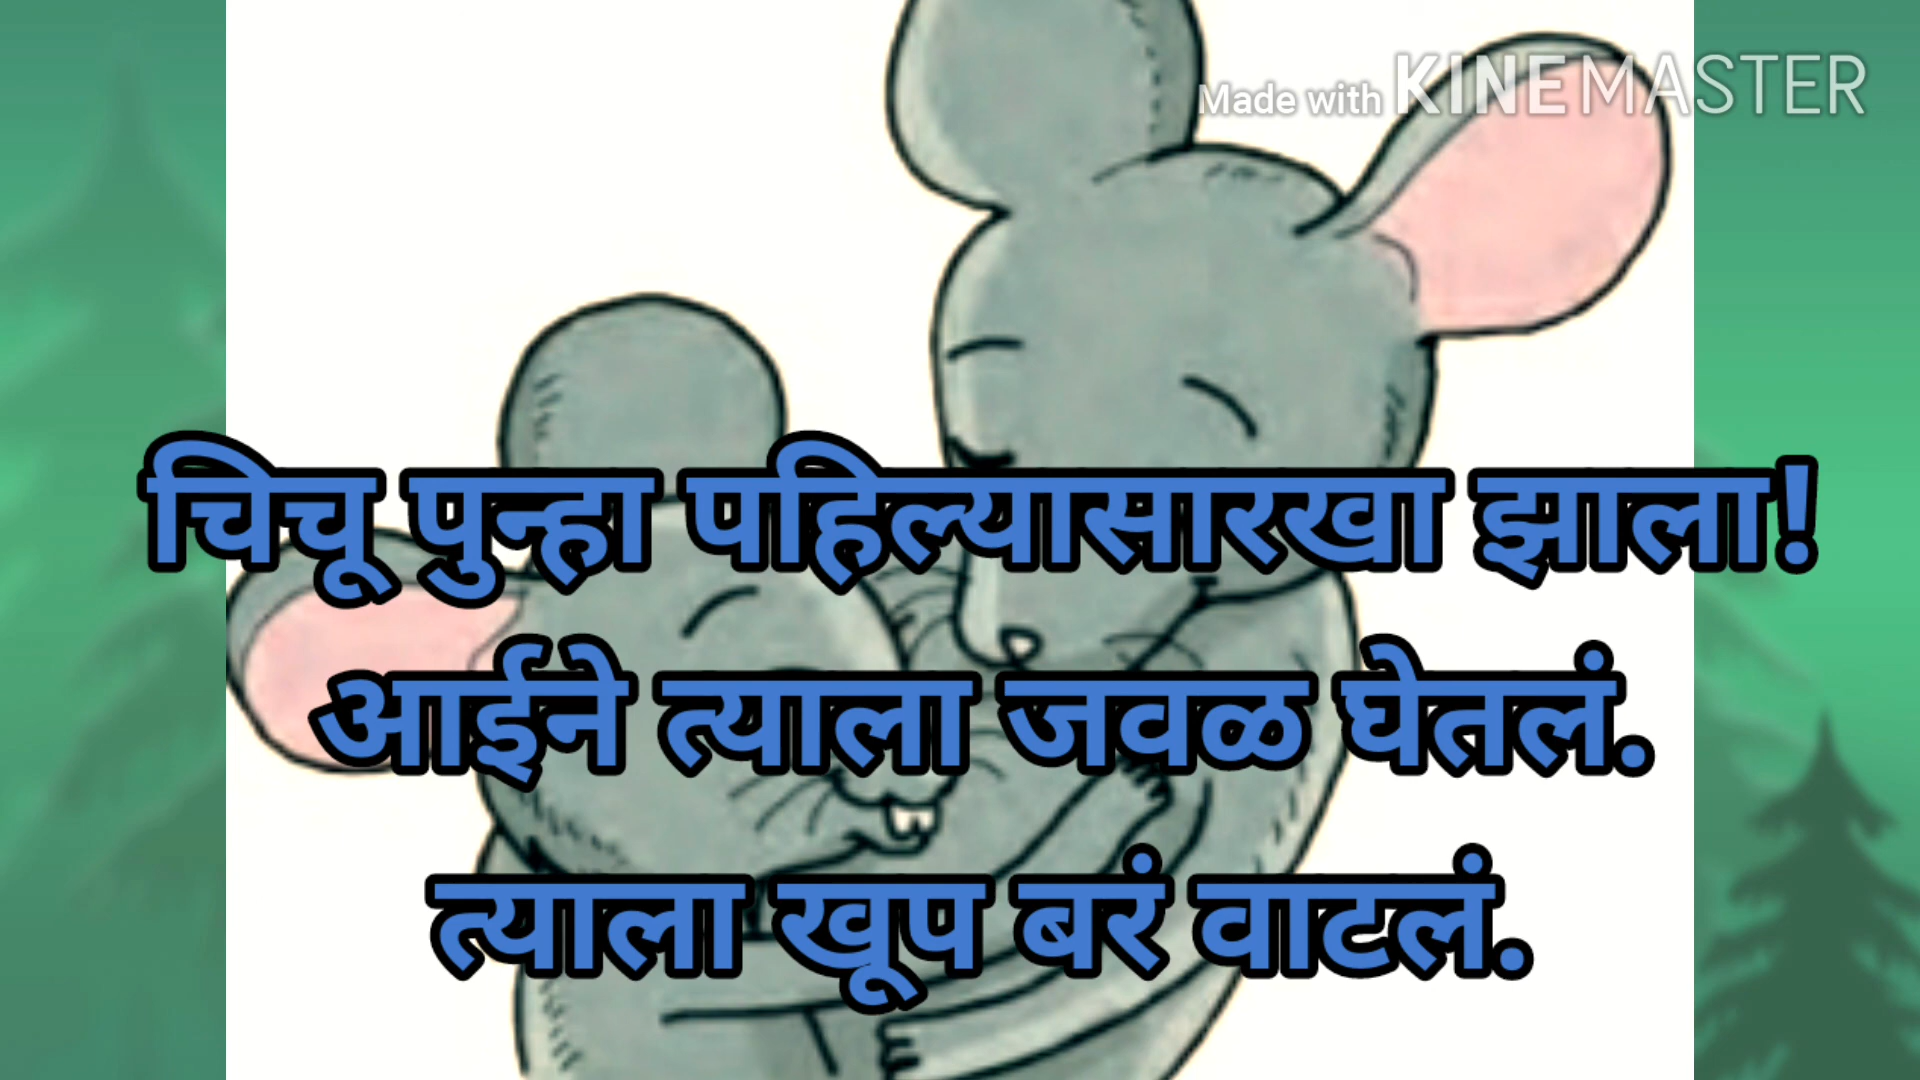 Made with KINEMASTER
चिचू पुन्हा पहिल्यासारखा झाला!
आईने त्याला जवळ घेतलं.
त्याला खूप बरं वाटलं.